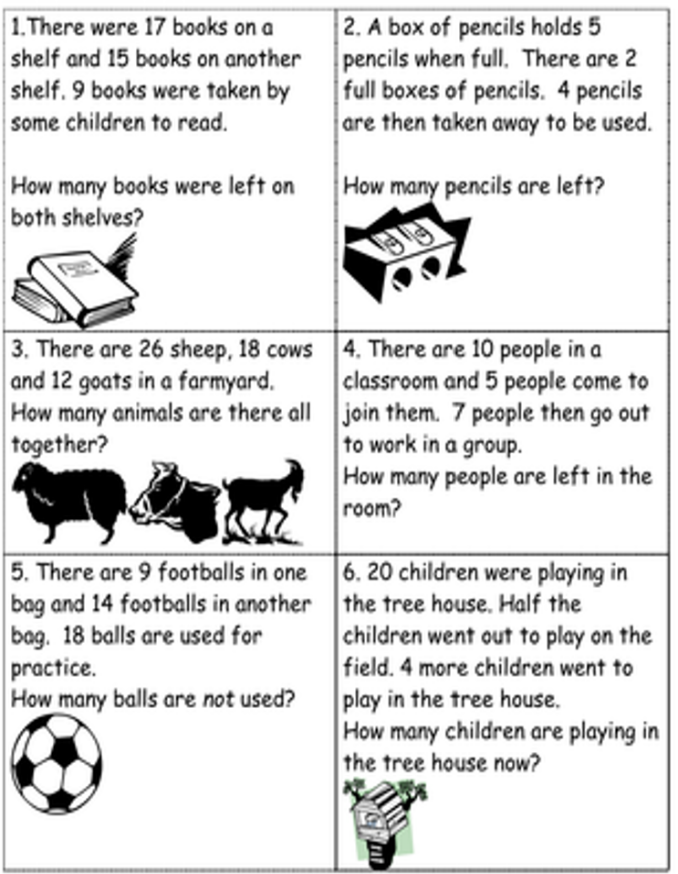 1.There were 17 books on a
shelf and 15 books on another
shelf. 9 books were taken by
some children to read.
How many books were left on
both shelves?
2. A box of pencils holds 5
pencils when full. There are 2
full boxes of pencils. 4 pencils
are then taken away to be used.
How many pencils are left?
3. There are 26 sheep, 18 cows
and 12 goats in a farmyard.
How many animals are there all
together?
4. There are 10 people in a
classroom and 5 people come to
join them. 7 people then go out
to work in a group.
How many people are left in the
room?
5. There are 9 footballs in one
bag and 14 footballs in another
bag. 18 balls are used for
practice.
How many balls are not used?
6. 20 children were playing in
the tree house. Half the
children went out to play on the
field. 4 more children went to
play in the tree house.
How many children are playing in
the tree house now?